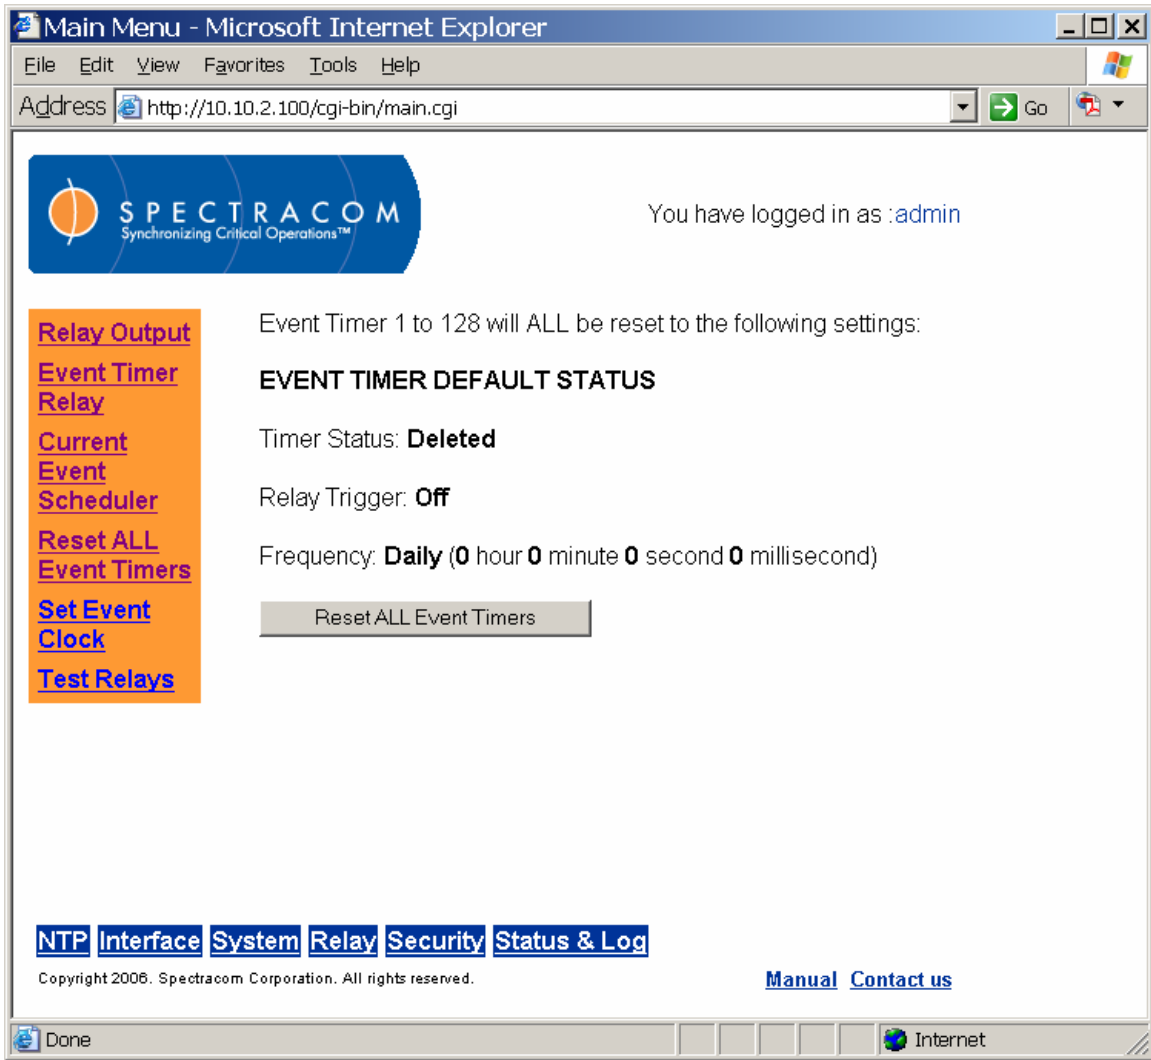 Main Menu - Microsoft Internet Explorer
File Edit View Favorites Tools Help
Address http://10.10.2.100/cgi-bin/main.cgi Go
SPECTRACOM
Synchronizing Critical Operations™
You have logged in as :admin
Relay Output
Event Timer
Relay
Current
Event
Scheduler
Reset ALL
Event Timers
Set Event
Clock
Test Relays
Event Timer 1 to 128 will ALL be reset to the following settings:
EVENT TIMER DEFAULT STATUS
Timer Status: Deleted
Relay Trigger: Off
Frequency: Daily (0 hour 0 minute 0 second 0 millisecond)
Reset ALL Event Timers
NTP Interface System Relay Security Status & Log
Copyright 2006. Spectracom Corporation. All rights reserved.
Manual Contact us
Done
Internet